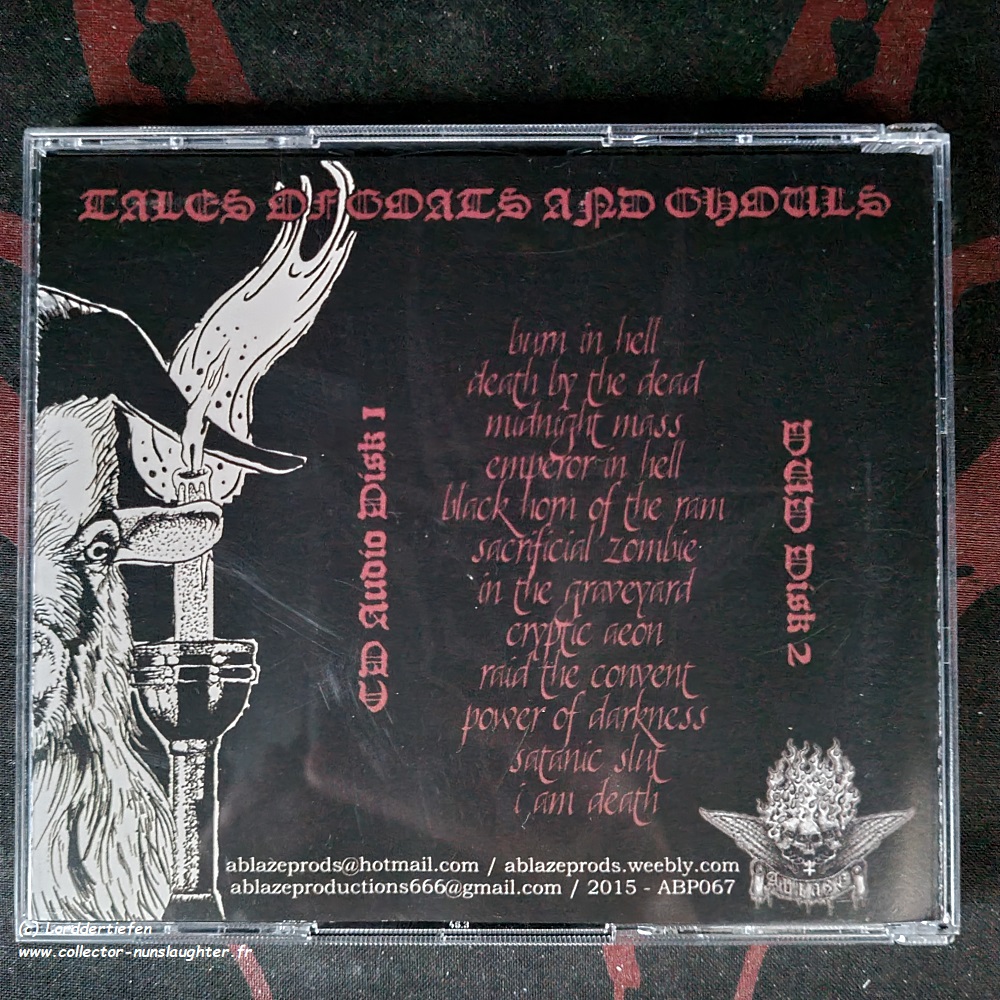 TALES OF GOATS AND GHOULS
CD Audio Disk I
burn in hell
death by the dead
midnight mass
emperor in hell
black horn of the ram
sacrificial zombie
in the graveyard
cryptic aeon
raid the convent
power of darkness
satanic slut
i am death
DVD Disk 2
ABLAZE
ablazeprods@hotmail.com / ablazeprods.weebly.com
ablazeproductions666@gmail.com / 2015 - ABP067
(c) Lorddertiefen
www.collector-nunslaughter.fr